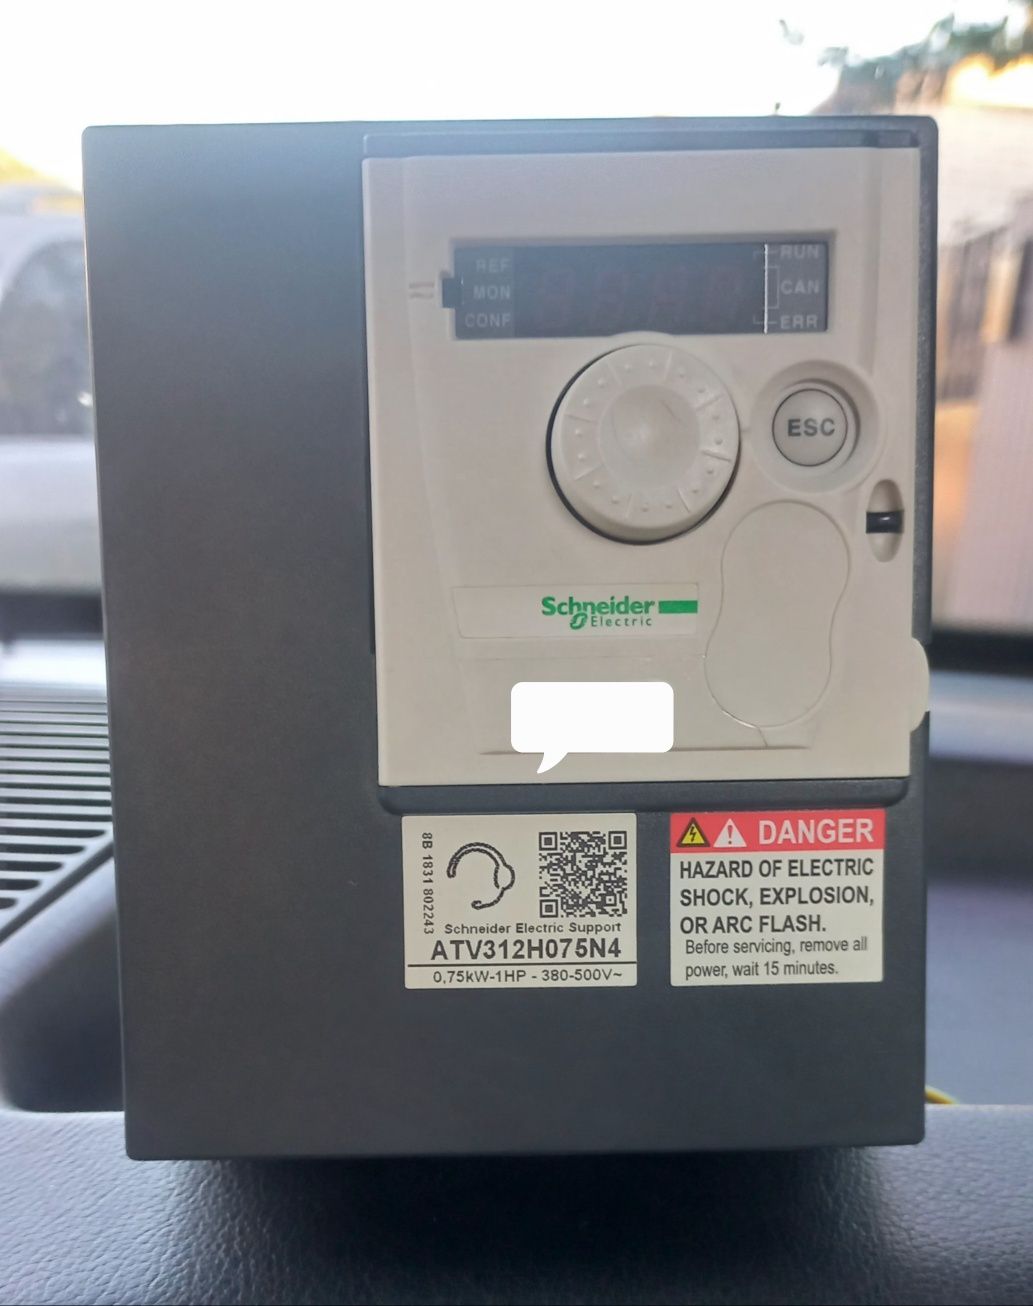 REF
MON
CONF
RUN
CAN
ERR
ESC
Schneider
Electric
8B 1831 802243
Schneider Electric Support
ATV312H075N4
0,75kW-1HP - 380-500V~
DANGER
HAZARD OF ELECTRIC
SHOCK, EXPLOSION,
OR ARC FLASH.
Before servicing, remove all
power, wait 15 minutes.